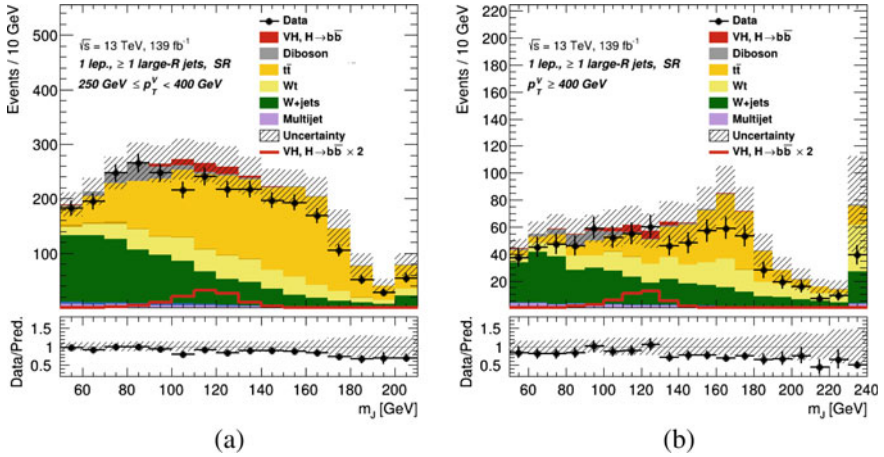 Events / 10 GeV
550
500
400
300
200
100
√s = 13 TeV, 139 fb⁻¹
1 lep., ≥ 1 large-R jets, SR
250 GeV ≤ p_T^V < 400 GeV
Data
VH, H→bb̄
Diboson
tt̄
Wt
W+jets
Multijet
Uncertainty
VH, H→bb̄ × 2
Data/Pred.
1.5
1
0.5
60 80 100 120 140 160 180 200
m_J [GeV]
(a)
Events / 10 GeV
220
200
180
160
140
120
100
80
60
40
20
√s = 13 TeV, 139 fb⁻¹
1 lep., ≥ 1 large-R jets, SR
p_T^V ≥ 400 GeV
Data
VH, H→bb̄
Diboson
tt̄
Wt
W+jets
Multijet
Uncertainty
VH, H→bb̄ × 2
Data/Pred.
1.5
1
0.5
60 80 100 120 140 160 180 200 220 240
m_J [GeV]
(b)